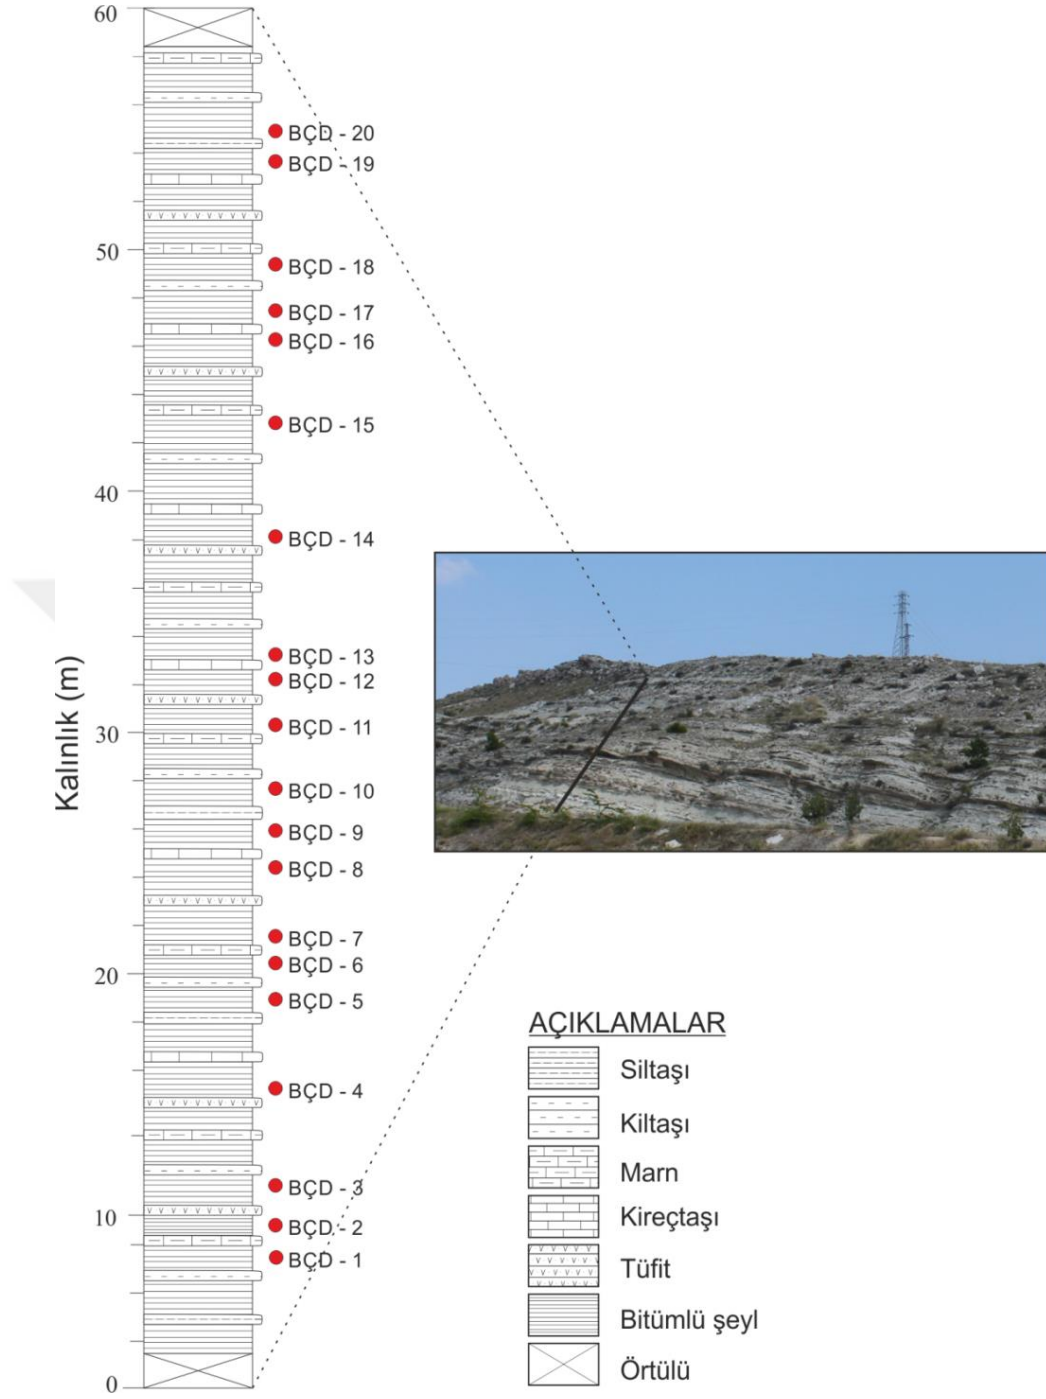 60
BÇD - 20
BÇD - 19
50
BÇD - 18
BÇD - 17
BÇD - 16
BÇD - 15
40
BÇD - 14
BÇD - 13
BÇD - 12
BÇD - 11
30
BÇD - 10
BÇD - 9
BÇD - 8
BÇD - 7
BÇD - 6
20
BÇD - 5
BÇD - 4
BÇD - 3
10
BÇD - 2
BÇD - 1
0
Kalınlık (m)
AÇIKLAMALAR
Siltaşı
Kiltaşı
Marn
Kireçtaşı
Tüfit
Bitümlü şeyl
Örtülü